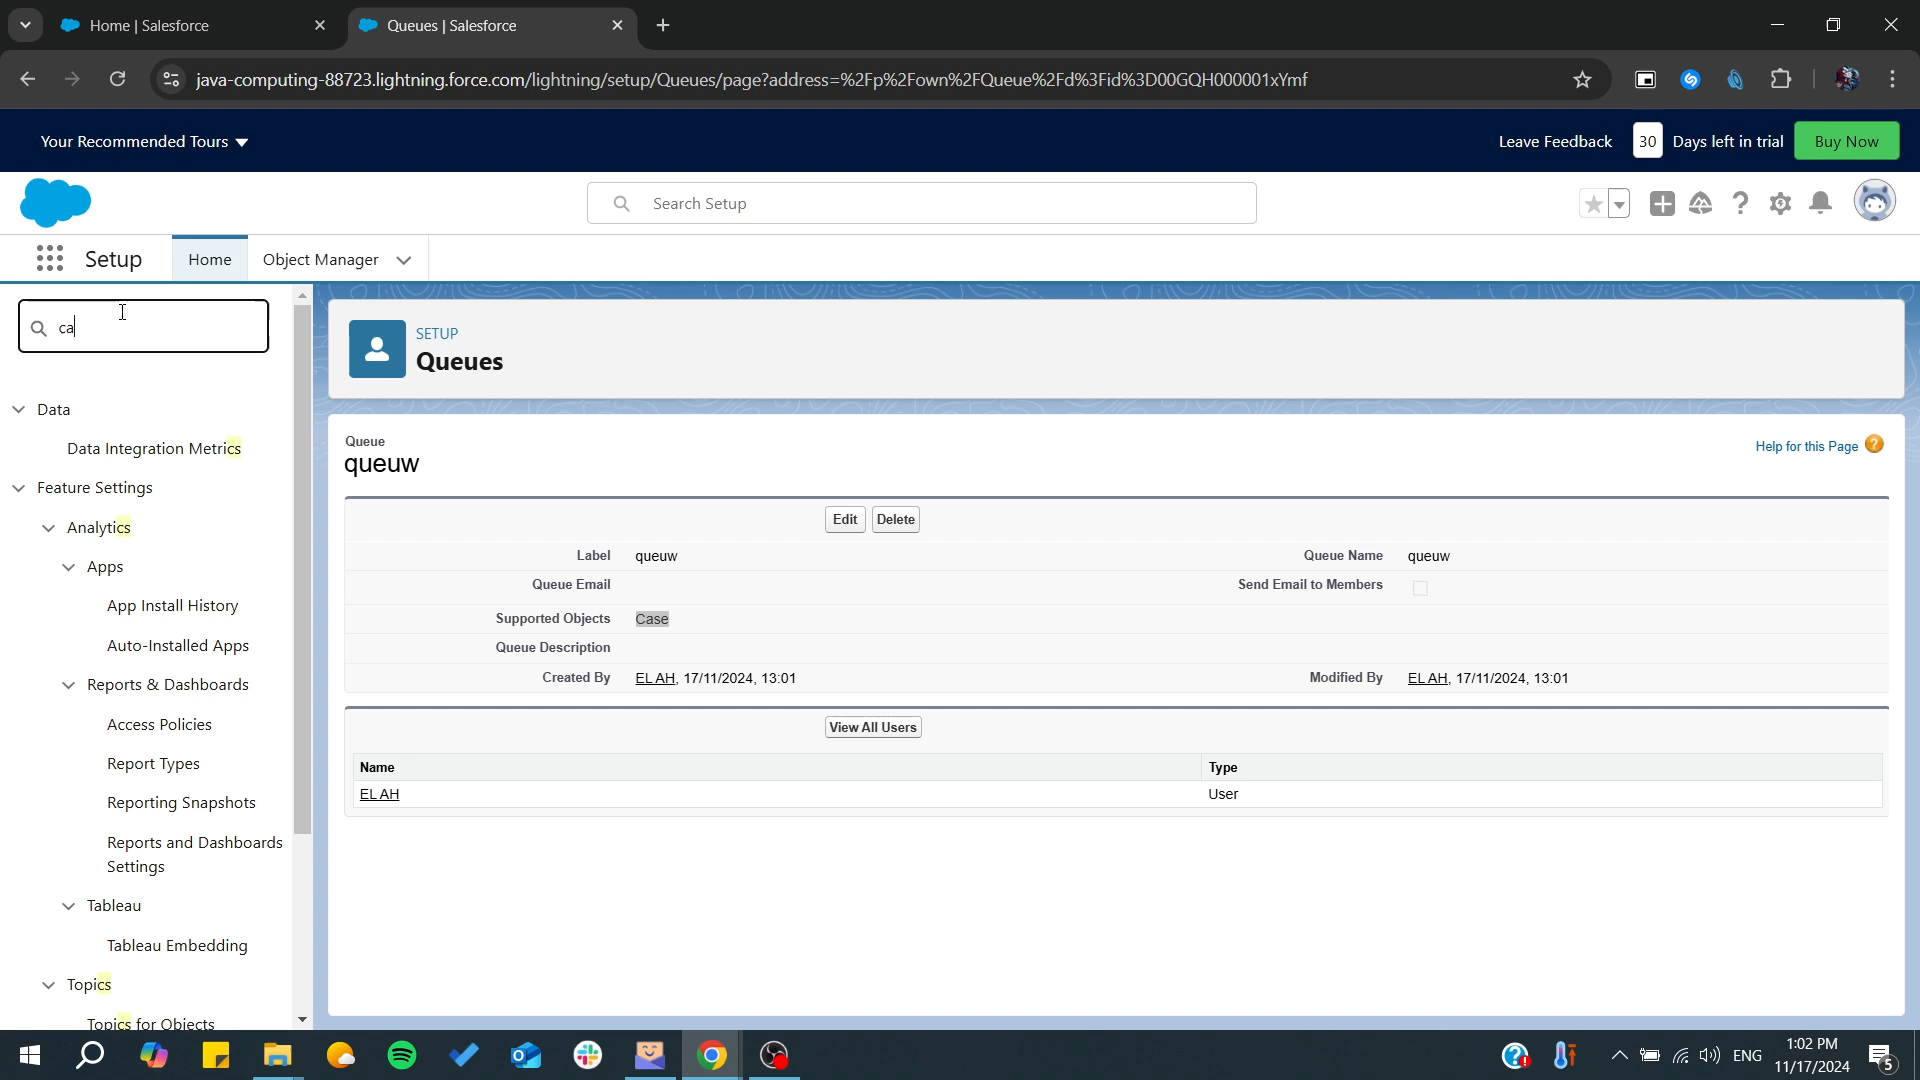 Home | Salesforce
Queues | Salesforce
java-computing-88723.lightning.force.com/lightning/setup/Queues/page?address=%2Fp%2Fown%2FQueue%2Fd%3Fid%3D00GQH000001xYmf
Your Recommended Tours
Leave Feedback
30 Days left in trial
Buy Now
Search Setup
Setup
Home
Object Manager
ca
SETUP
Queues
Data
Data Integration Metrics
Feature Settings
Analytics
Apps
App Install History
Auto-Installed Apps
Reports & Dashboards
Access Policies
Report Types
Reporting Snapshots
Reports and Dashboards
Settings
Tableau
Tableau Embedding
Topics
Topics for Objects
Queue
queuw
Help for this Page
Edit Delete
Label queuw
Queue Name queuw
Queue Email
Send Email to Members
Supported Objects Case
Queue Description
Created By EL AH, 17/11/2024, 13:01
Modified By EL AH, 17/11/2024, 13:01
View All Users
Name Type
EL AH User
ENG
1:02 PM
11/17/2024
5